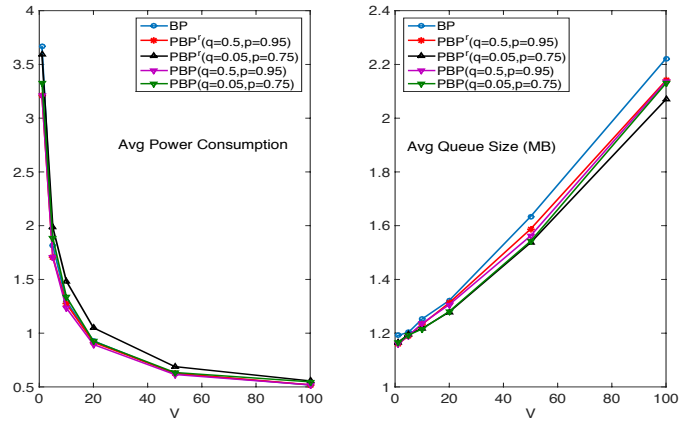 4
3.5
3
2.5
2
1.5
1
0.5
0
20
40
60
80
100
V
BP
PBP^r(q=0.5,p=0.95)
PBP^r(q=0.05,p=0.75)
PBP(q=0.5,p=0.95)
PBP(q=0.05,p=0.75)
Avg Power Consumption
2.4
2.2
2
1.8
1.6
1.4
1.2
1
0
20
40
60
80
100
V
BP
PBP^r(q=0.5,p=0.95)
PBP^r(q=0.05,p=0.75)
PBP(q=0.5,p=0.95)
PBP(q=0.05,p=0.75)
Avg Queue Size (MB)